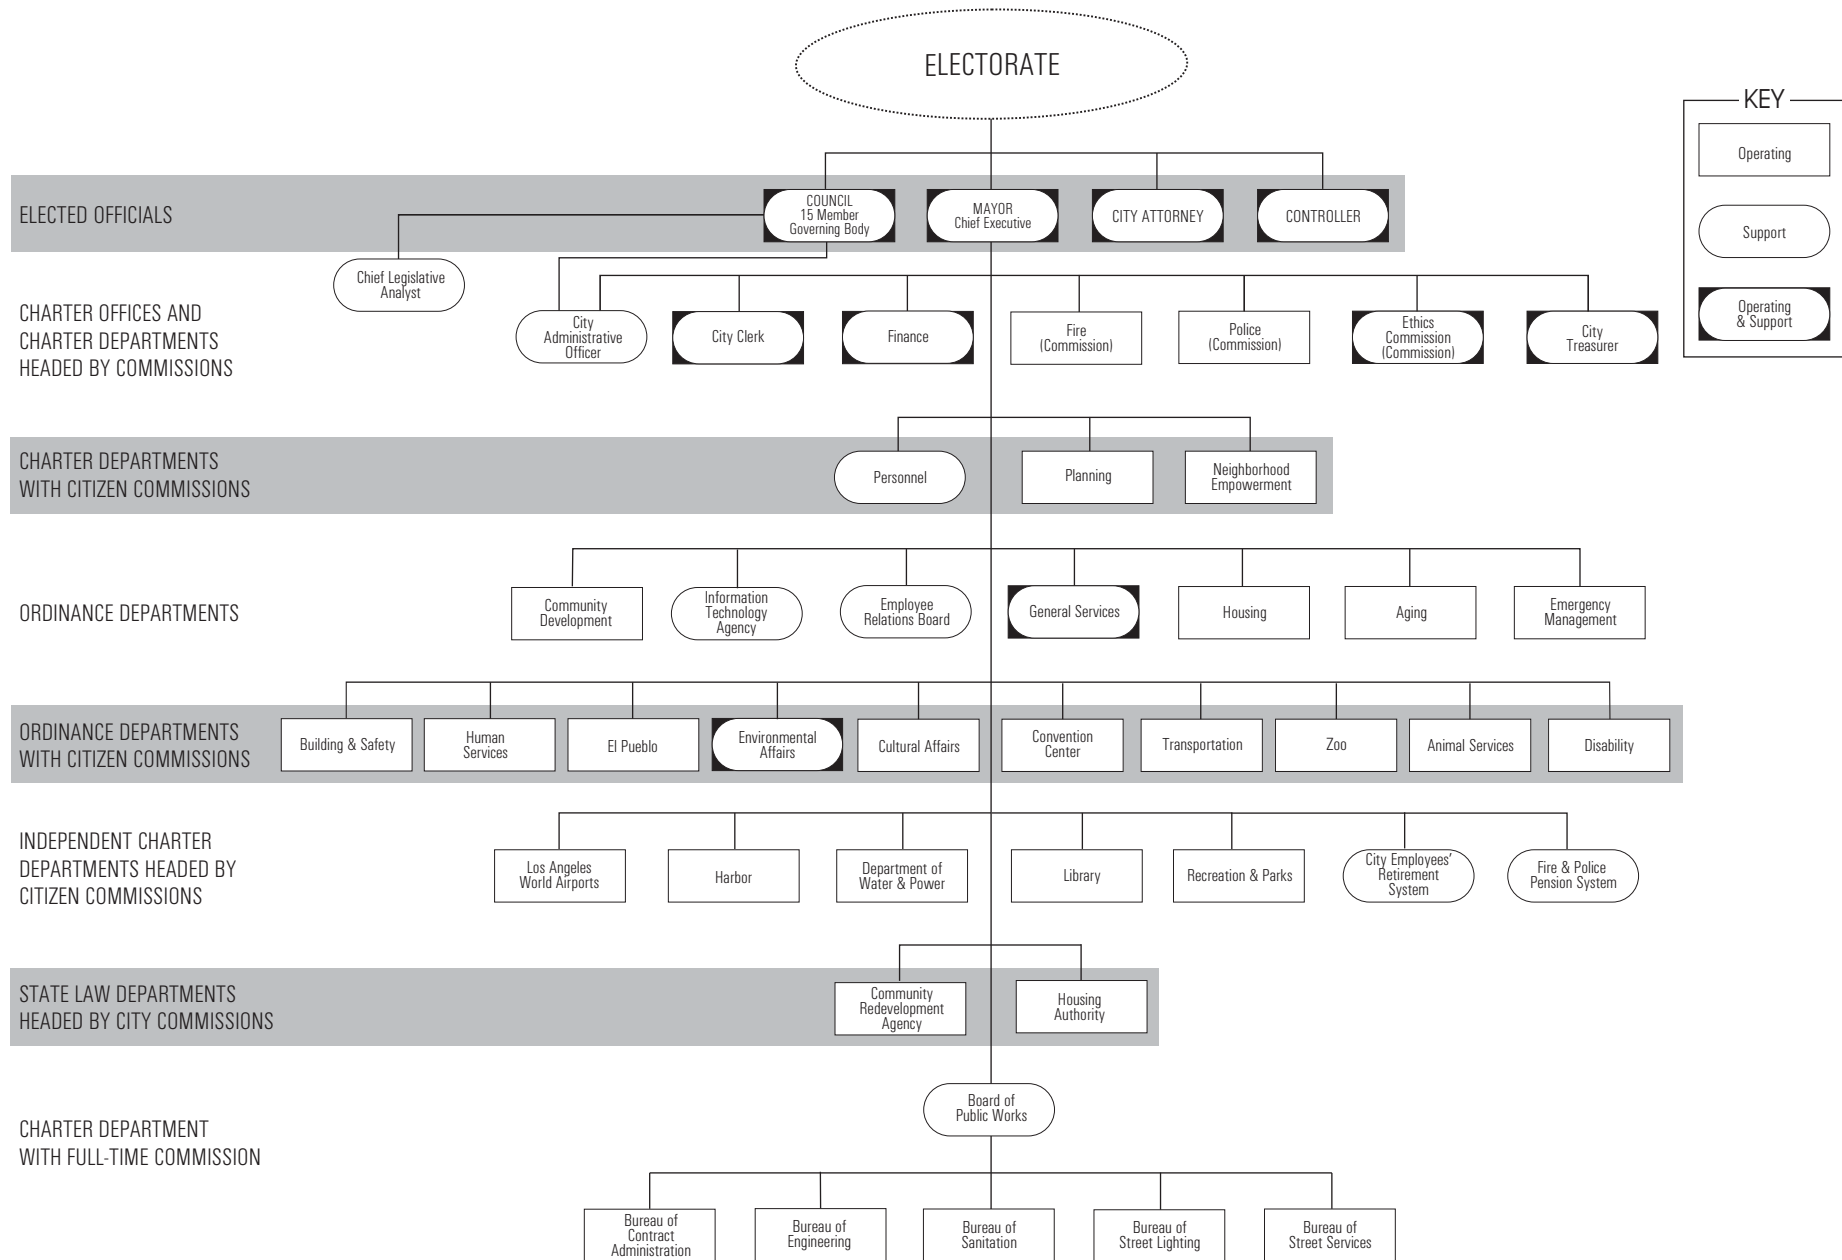 ELECTORATE
KEY
Operating
Support
Operating
& Support
ELECTED OFFICIALS
COUNCIL
15 Member
Governing Body
MAYOR
Chief Executive
CITY ATTORNEY
CONTROLLER
Chief Legislative
Analyst
CHARTER OFFICES AND
CHARTER DEPARTMENTS
HEADED BY COMMISSIONS
City
Administrative
Officer
City Clerk
Finance
Fire
(Commission)
Police
(Commission)
Ethics
Commission
(Commission)
City
Treasurer
CHARTER DEPARTMENTS
WITH CITIZEN COMMISSIONS
Personnel
Planning
Neighborhood
Empowerment
ORDINANCE DEPARTMENTS
Community
Development
Information
Technology
Agency
Employee
Relations Board
General Services
Housing
Aging
Emergency
Management
ORDINANCE DEPARTMENTS
WITH CITIZEN COMMISSIONS
Building & Safety
Human
Services
El Pueblo
Environmental
Affairs
Cultural Affairs
Convention
Center
Transportation
Zoo
Animal Services
Disability
INDEPENDENT CHARTER
DEPARTMENTS HEADED BY
CITIZEN COMMISSIONS
Los Angeles
World Airports
Harbor
Department of
Water & Power
Library
Recreation & Parks
City Employees’
Retirement
System
Fire & Police
Pension System
STATE LAW DEPARTMENTS
HEADED BY CITY COMMISSIONS
Community
Redevelopment
Agency
Housing
Authority
CHARTER DEPARTMENT
WITH FULL-TIME COMMISSION
Board of
Public Works
Bureau of
Contract
Administration
Bureau of
Engineering
Bureau of
Sanitation
Bureau of
Street Lighting
Bureau of
Street Services